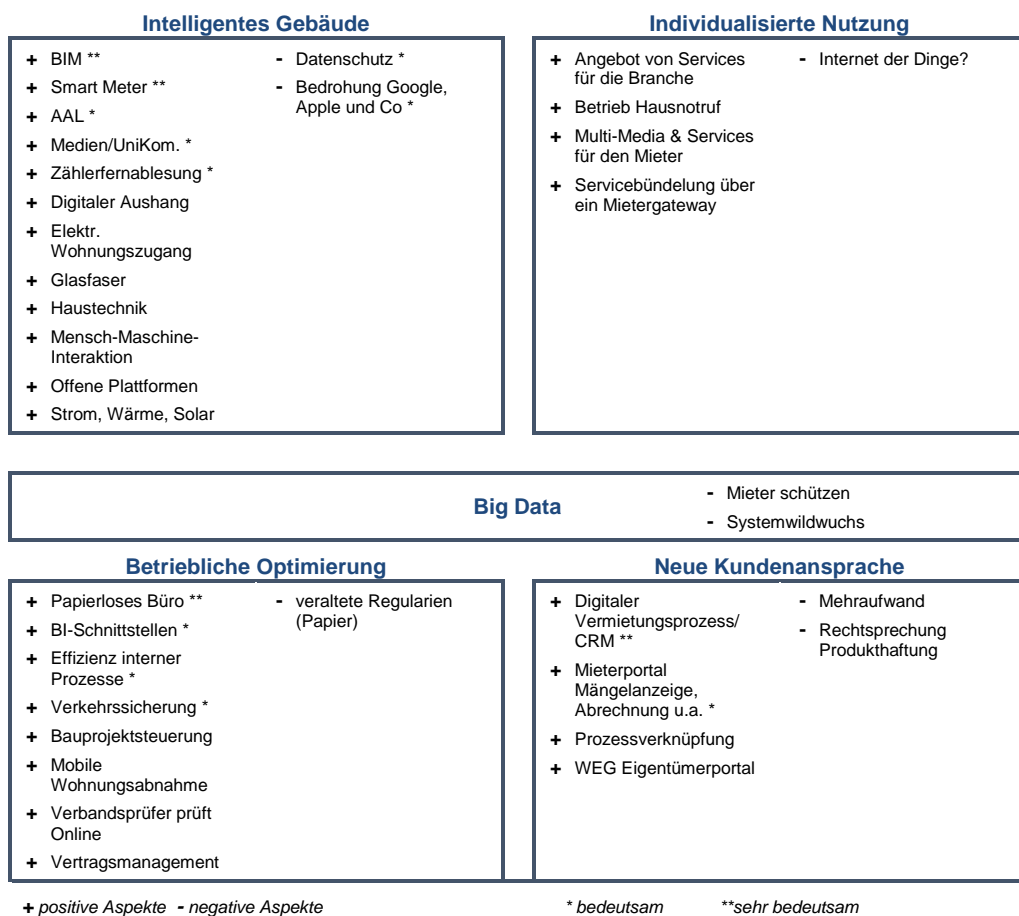 Intelligentes Gebäude
+ BIM **
+ Smart Meter **
+ AAL *
+ Medien/UniKom. *
+ Zählerfernablesung *
+ Digitaler Aushang
+ Elektr.
Wohnungszugang
+ Glasfaser
+ Haustechnik
+ Mensch-Maschine-
Interaktion
+ Offene Plattformen
+ Strom, Wärme, Solar
- Datenschutz *
- Bedrohung Google,
Apple und Co *
Individualisierte Nutzung
+ Angebot von Services
für die Branche
+ Betrieb Hausnotruf
+ Multi-Media & Services
für den Mieter
+ Servicebündelung über
ein Mietergateway
- Internet der Dinge?
Big Data
- Mieter schützen
- Systemwildwuchs
Betriebliche Optimierung
+ Papierloses Büro **
+ BI-Schnittstellen *
+ Effizienz interner
Prozesse *
+ Verkehrssicherung *
+ Bauprojektsteuerung
+ Mobile
Wohnungsabnahme
+ Verbandsprüfer prüft
Online
+ Vertragsmanagement
- veraltete Regularien
(Papier)
Neue Kundenansprache
+ Digitaler
Vermietungsprozess/
CRM **
+ Mieterportal
Mängelanzeige,
Abrechnung u.a. *
+ Prozessverknüpfung
+ WEG Eigentümerportal
- Mehraufwand
- Rechtsprechung
Produkthaftung
+ positive Aspekte - negative Aspekte
* bedeutsam **sehr bedeutsam